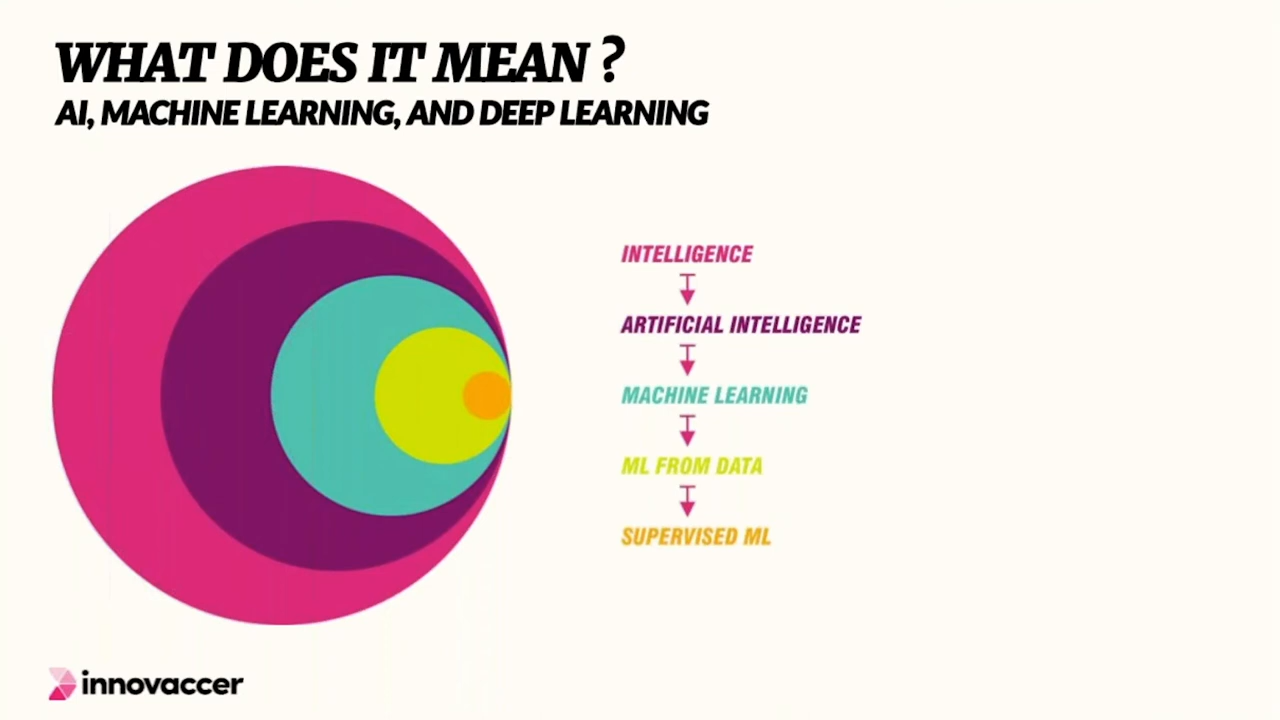 WHAT DOES IT MEAN ?
AI, MACHINE LEARNING, AND DEEP LEARNING
INTELLIGENCE
ARTIFICIAL INTELLIGENCE
MACHINE LEARNING
ML FROM DATA
SUPERVISED ML
innovaccer